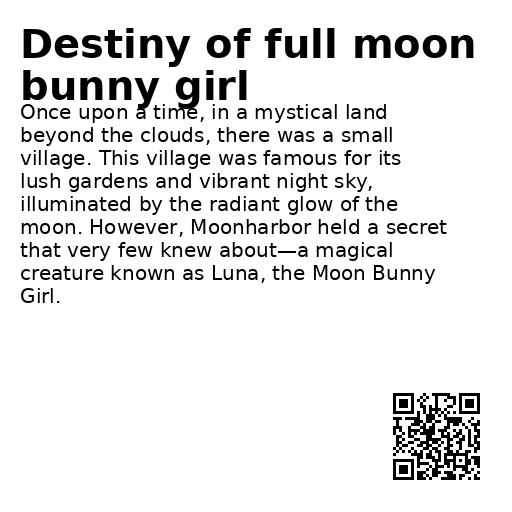 Destiny of full moon
bunny girl
Once upon a time, in a mystical land
beyond the clouds, there was a small
village. This village was famous for its
lush gardens and vibrant night sky,
illuminated by the radiant glow of the
moon. However, Moonharbor held a secret
that very few knew about—a magical
creature known as Luna, the Moon Bunny
Girl.